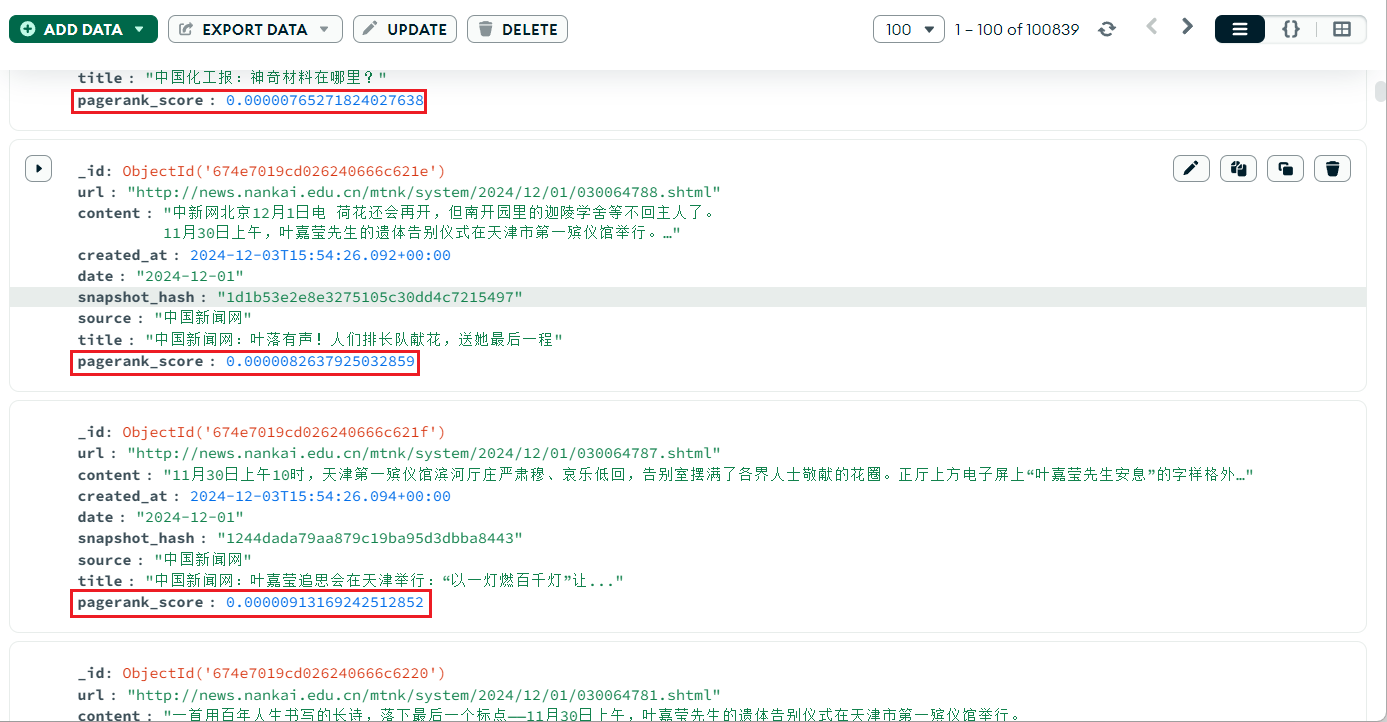 ADD DATA EXPORT DATA UPDATE DELETE 100 1 – 100 of 100839 {}
title : "中国化工报：神奇材料在哪里？"
pagerank_score : 0.00000765271824027638
_id: ObjectId('674e7019cd026240666c621e')
url : "http://news.nankai.edu.cn/mtnk/system/2024/12/01/030064788.shtml"
content : "中新网北京12月1日电 荷花还会再开，但南开园里的迦陵学舍等不回主人了。
11月30日上午，叶嘉莹先生的遗体告别仪式在天津市第一殡仪馆举行。…"
created_at : 2024-12-03T15:54:26.092+00:00
date : "2024-12-01"
snapshot_hash : "1d1b53e2e8e3275105c30dd4c7215497"
source : "中国新闻网"
title : "中国新闻网：叶落有声！人们排长队献花，送她最后一程"
pagerank_score : 0.0000082637925032859
_id: ObjectId('674e7019cd026240666c621f')
url : "http://news.nankai.edu.cn/mtnk/system/2024/12/01/030064787.shtml"
content : "11月30日上午10时，天津第一殡仪馆滨河厅庄严肃穆、哀乐低回，告别室摆满了各界人士敬献的花圈。正厅上方电子屏上“叶嘉莹先生安息”的字样格外…"
created_at : 2024-12-03T15:54:26.094+00:00
date : "2024-12-01"
snapshot_hash : "1244dada79aa879c19ba95d3dbba8443"
source : "中国新闻网"
title : "中国新闻网：叶嘉莹追思会在天津举行：“以一灯燃百千灯”让..."
pagerank_score : 0.00000913169242512852
_id: ObjectId('674e7019cd026240666c6220')
url : "http://news.nankai.edu.cn/mtnk/system/2024/12/01/030064781.shtml"
content : "一首用百年人生书写的长诗，落下最后一个标点——11月30日上午，叶嘉莹先生的遗体告别仪式在天津市第一殡仪馆举行。